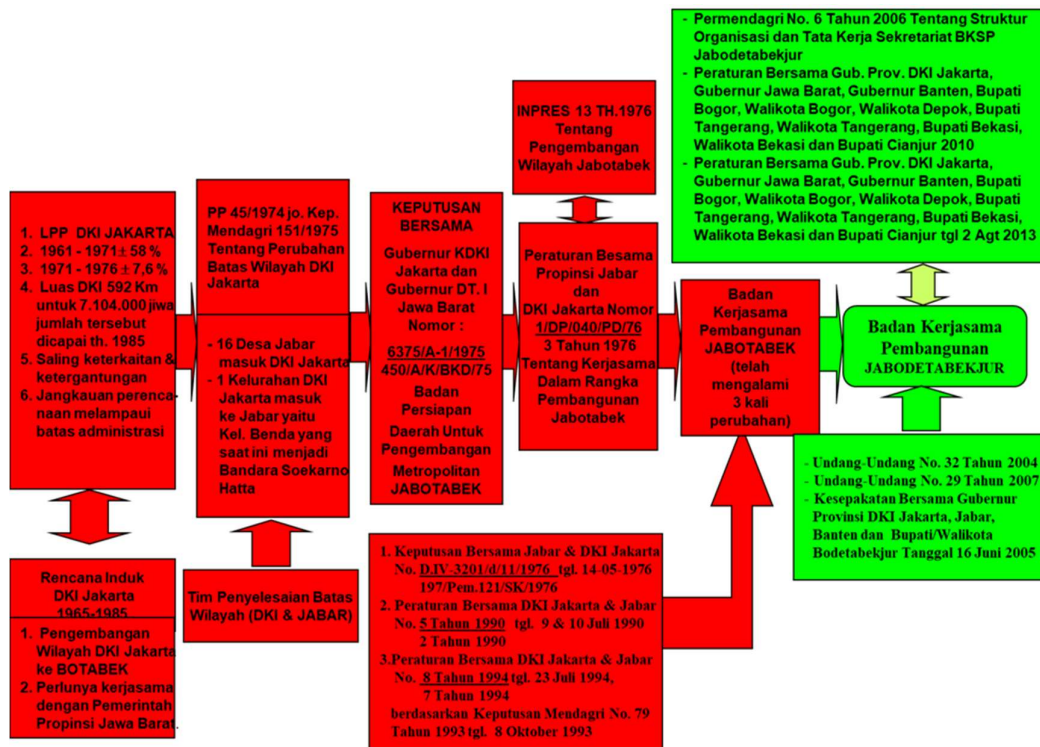 - Permendagri No. 6 Tahun 2006 Tentang Struktur
Organisasi dan Tata Kerja Sekretariat BKSP
Jabodetabekjur
- Peraturan Bersama Gub. Prov. DKI Jakarta,
Gubernur Jawa Barat, Gubernur Banten, Bupati
Bogor, Walikota Bogor, Walikota Depok, Bupati
Tangerang, Walikota Tangerang, Bupati Bekasi,
Walikota Bekasi dan Bupati Cianjur 2010
- Peraturan Bersama Gub. Prov. DKI Jakarta,
Gubernur Jawa Barat, Gubernur Banten, Bupati
Bogor, Walikota Bogor, Walikota Depok, Bupati
Tangerang, Walikota Tangerang, Bupati Bekasi,
Walikota Bekasi dan Bupati Cianjur tgl 2 Agt 2013
INPRES 13 TH.1976
Tentang
Pengembangan
Wilayah Jabotabek
1. LPP DKI JAKARTA
2. 1961 - 1971± 58 %
3. 1971 - 1976 ± 7,6 %
4. Luas DKI 592 Km
untuk 7.104.000 jiwa
jumlah tersebut
dicapai th. 1985
5. Saling keterkaitan &
ketergantungan
6. Jangkauan perenca-
naan melampaui
batas administrasi
PP 45/1974 jo. Kep.
Mendagri 151/1975
Tentang Perubahan
Batas Wilayah DKI
Jakarta
- 16 Desa Jabar
masuk DKI Jakarta
- 1 Kelurahan DKI
Jakarta masuk
ke Jabar yaitu
Kel. Benda yang
saat ini menjadi
Bandara Soekarno
Hatta
KEPUTUSAN
BERSAMA
Gubernur KDKI
Jakarta dan
Gubernur DT. I
Jawa Barat
Nomor :
6375/A-1/1975
450/A/K/BKD/75
Badan
Persiapan
Daerah Untuk
Pengembangan
Metropolitan
JABOTABEK
Peraturan Besama
Propinsi Jabar
dan
DKI Jakarta Nomor
1/DP/040/PD/76
3 Tahun 1976
Tentang Kerjasama
Dalam Rangka
Pembangunan
Jabotabek
Badan
Kerjasama
Pembangunan
JABOTABEK
(telah
mengalami
3 kali
perubahan)
Badan Kerjasama
Pembangunan
JABODETABEKJUR
- Undang-Undang No. 32 Tahun 2004
- Undang-Undang No. 29 Tahun 2007
- Kesepakatan Bersama Gubernur
Provinsi DKI Jakarta, Jabar,
Banten dan Bupati/Walikota
Bodetabekjur Tanggal 16 Juni 2005
Rencana Induk
DKI Jakarta
1965-1985
1. Pengembangan
Wilayah DKI Jakarta
ke BOTABEK
2. Perlunya kerjasama
dengan Pemerintah
Propinsi Jawa Barat.
Tim Penyelesaian Batas
Wilayah (DKI & JABAR)
1. Keputusan Bersama Jabar & DKI Jakarta
No. D.IV-3201/d/11/1976 tgl. 14-05-1976
197/Pem.121/SK/1976
2. Peraturan Bersama DKI Jakarta & Jabar
No. 5 Tahun 1990 tgl. 9 & 10 Juli 1990
2 Tahun 1990
3.Peraturan Bersama DKI Jakarta & Jabar
No. 8 Tahun 1994 tgl. 23 Juli 1994,
7 Tahun 1994
berdasarkan Keputusan Mendagri No. 79
Tahun 1993 tgl. 8 Oktober 1993